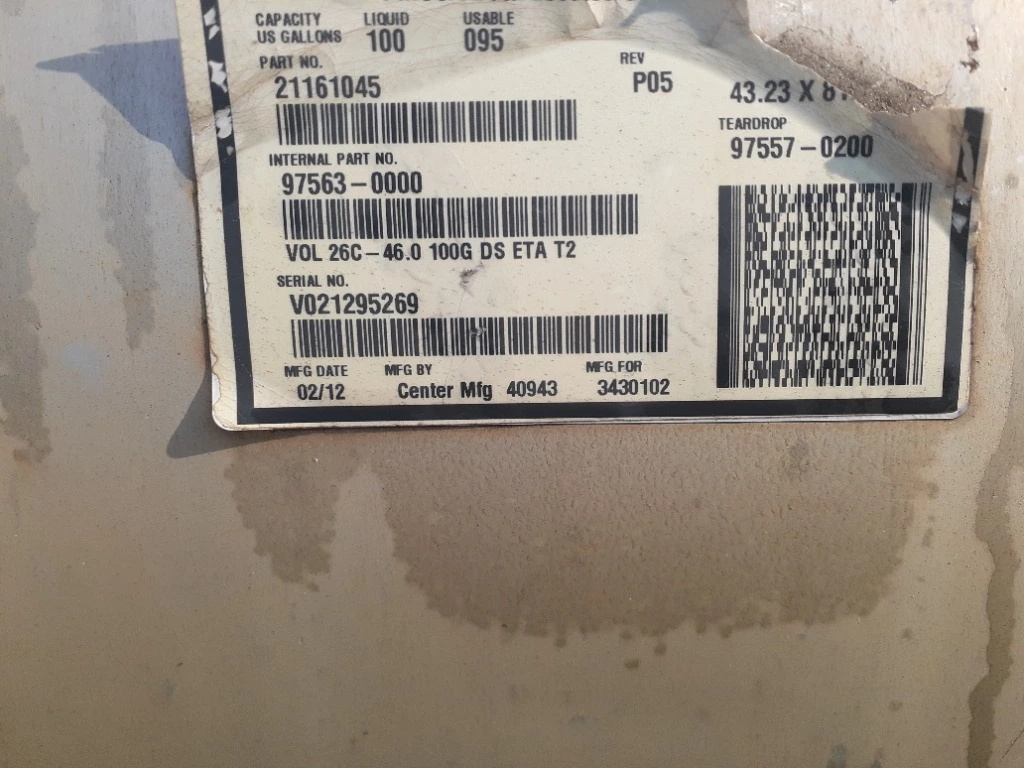 CAPACITY LIQUID USABLE
US GALLONS 100 095
PART NO. REV
21161045 P05 43.23 X
TEARDROP
97557-0200
INTERNAL PART NO.
97563-0000
VOL 26C-46.0 100G DS ETA T2
SERIAL NO.
V021295269
MFG DATE MFG BY MFG FOR
02/12 Center Mfg 40943 3430102